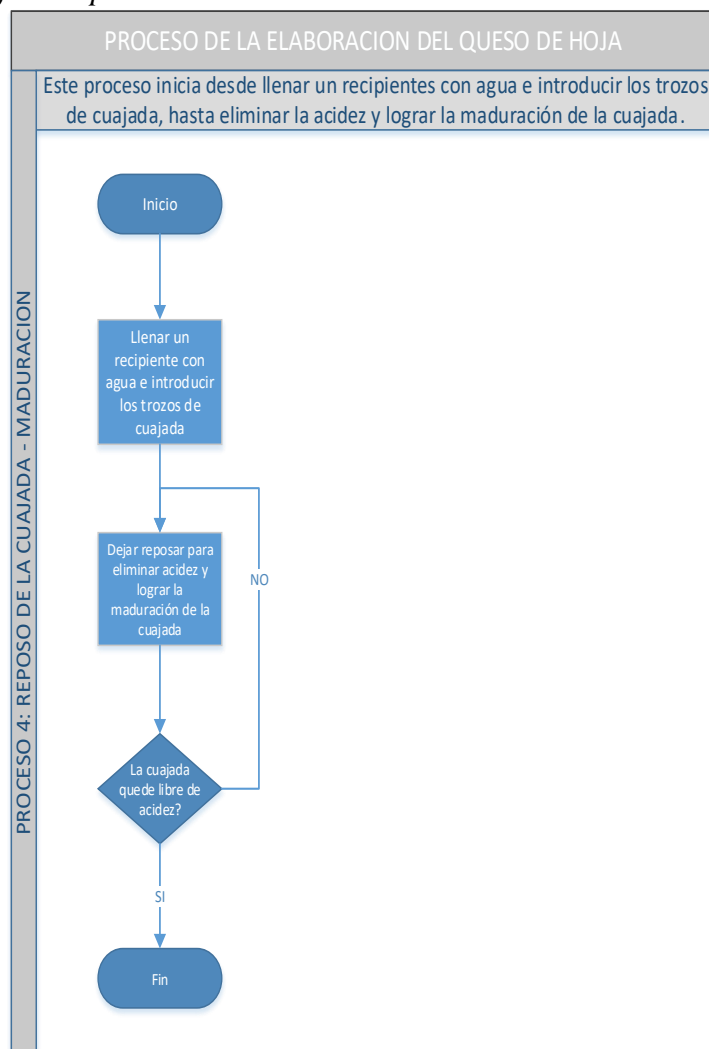 PROCESO DE LA ELABORACION DEL QUESO DE HOJA
Este proceso inicia desde llenar un recipientes con agua e introducir los trozos
de cuajada, hasta eliminar la acidez y lograr la maduración de la cuajada.
PROCESO 4: REPOSO DE LA CUAJADA - MADURACION
Inicio
Llenar un
recipiente con
agua e introducir
los trozos de
cuajada
Dejar reposar para
eliminar acidez y
lograr la
maduración de la
cuajada
NO
La cuajada
quede libre de
acidez?
SI
Fin